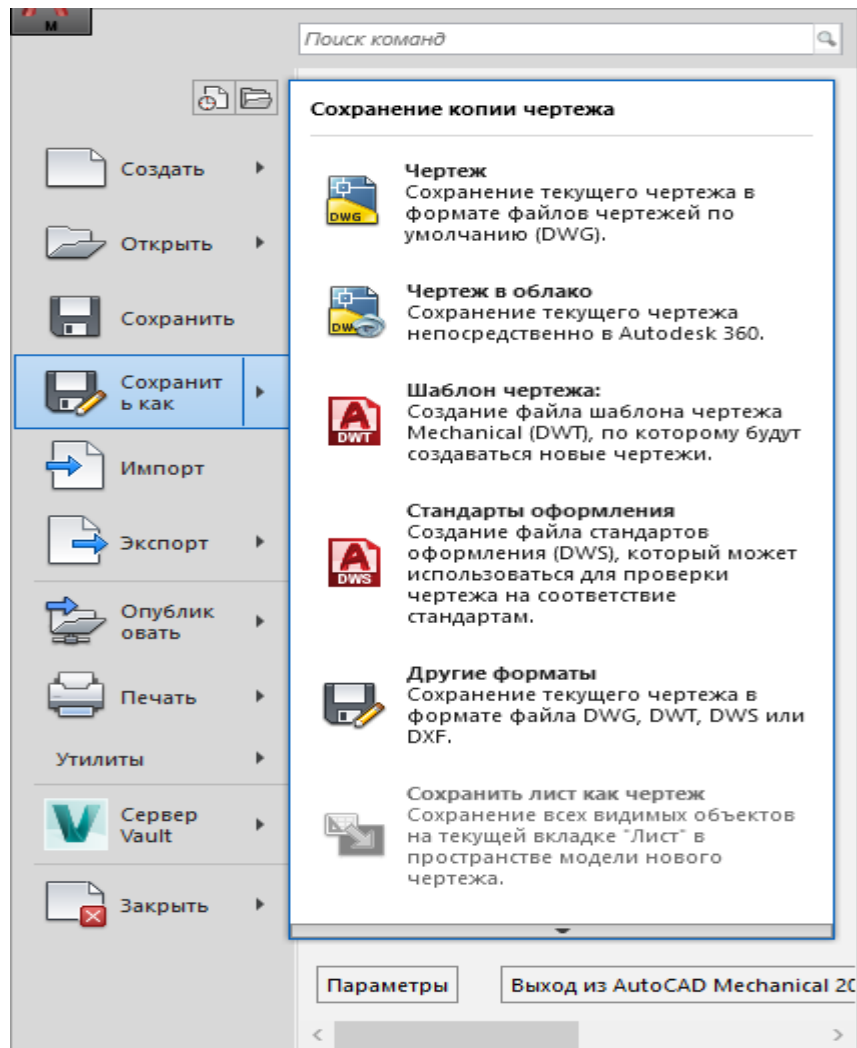 M
Поиск команд
Сохранение копии чертежа
Создать
Открыть
Сохранить
Сохранит
ь как
Импорт
Экспорт
Опублик
овать
Печать
Утилиты
Сервер
Vault
Закрыть
Чертеж
Сохранение текущего чертежа в
формате файлов чертежей по
умолчанию (DWG).
DWG
Чертеж в облако
Сохранение текущего чертежа
непосредственно в Autodesk 360.
Шаблон чертежа:
Создание файла шаблона чертежа
Mechanical (DWT), по которому будут
создаваться новые чертежи.
DWT
Стандарты оформления
Создание файла стандартов
оформления (DWS), который может
использоваться для проверки
чертежа на соответствие
стандартам.
DWS
Другие форматы
Сохранение текущего чертежа в
формате файла DWG, DWT, DWS или
DXF.
Сохранить лист как чертеж
Сохранение всех видимых объектов
на текущей вкладке "Лист" в
пространстве модели нового
чертежа.
Параметры
Выход из AutoCAD Mechanical 20